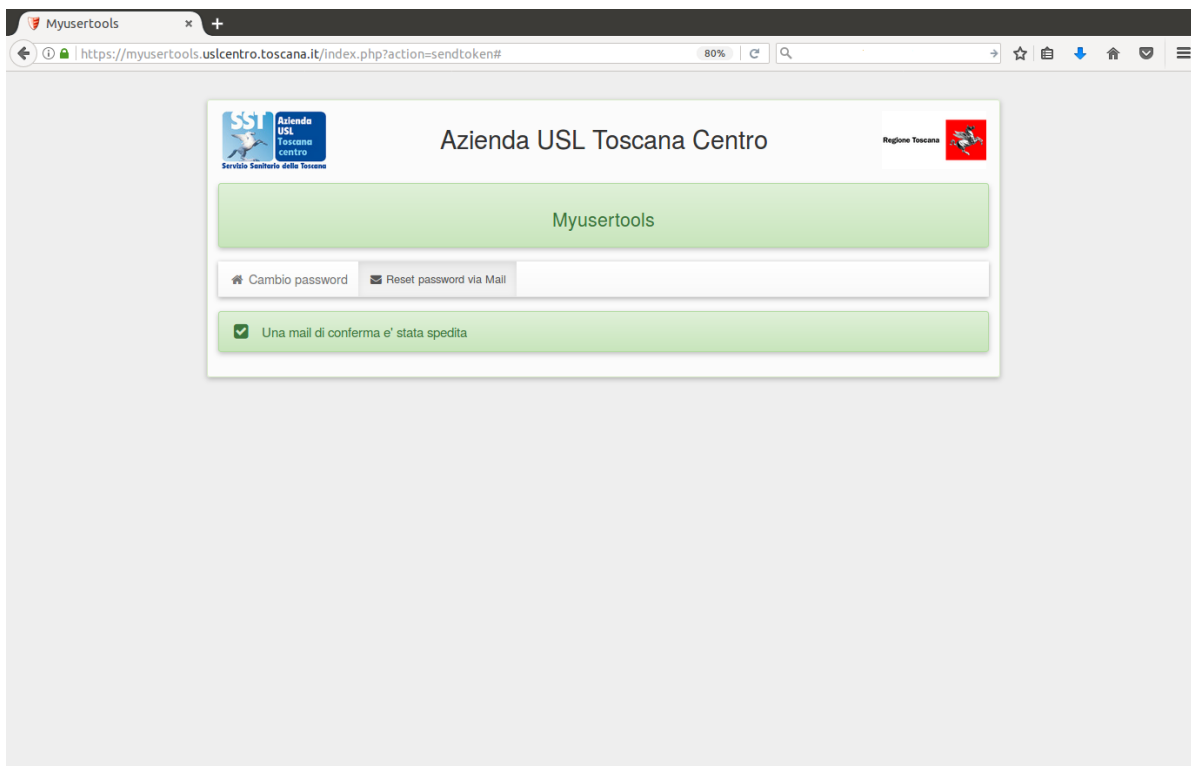 Myusertools
https://myusertools.uslcentro.toscana.it/index.php?action=sendtoken#
80%
SST
Azienda
USL
Toscana
centro
Servizio Sanitario della Toscana
Azienda USL Toscana Centro
Regione Toscana
Myusertools
Cambio password
Reset password via Mail
Una mail di conferma e' stata spedita